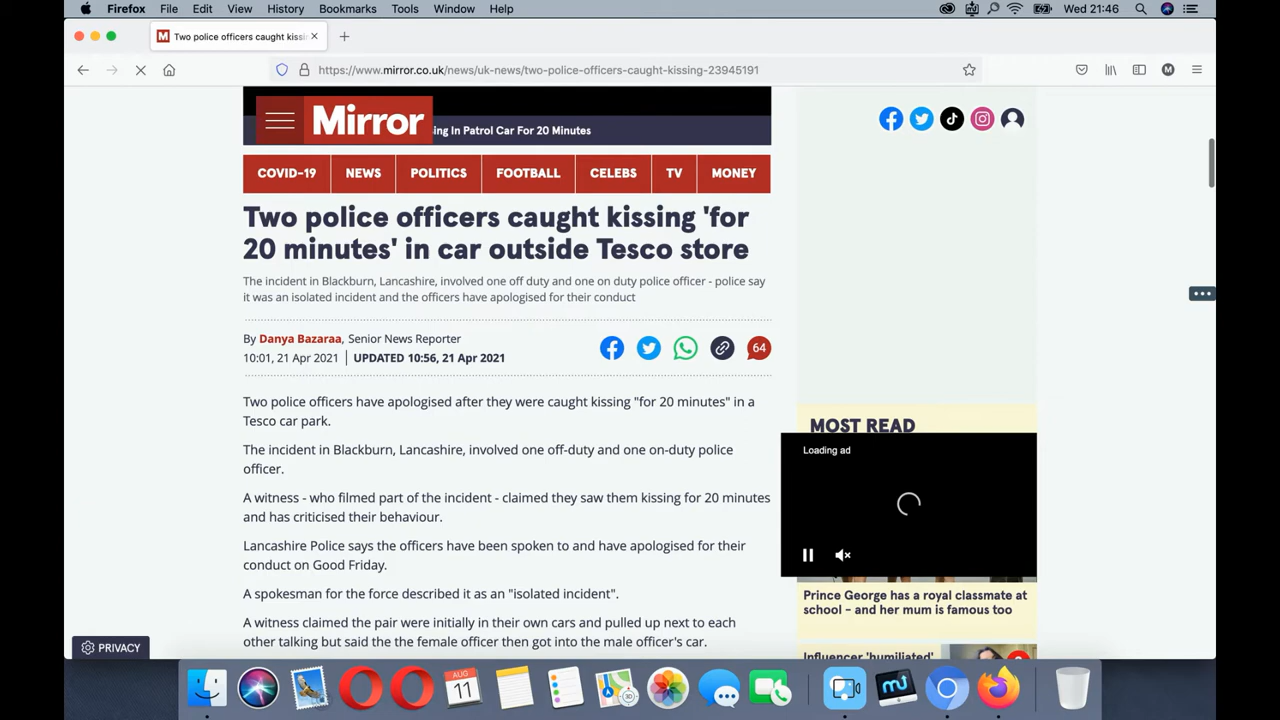 Firefox File Edit View History Bookmarks Tools Window Help Wed 21:46
Two police officers caught kissi
https://www.mirror.co.uk/news/uk-news/two-police-officers-caught-kissing-23945191
M
Mirror
ing In Patrol Car For 20 Minutes
COVID-19 NEWS POLITICS FOOTBALL CELEBS TV MONEY
Two police officers caught kissing 'for
20 minutes' in car outside Tesco store
The incident in Blackburn, Lancashire, involved one off duty and one on duty police officer - police say
it was an isolated incident and the officers have apologised for their conduct
By Danya Bazaraa, Senior News Reporter
10:01, 21 Apr 2021 UPDATED 10:56, 21 Apr 2021
64
Two police officers have apologised after they were caught kissing "for 20 minutes" in a
Tesco car park.
The incident in Blackburn, Lancashire, involved one off-duty and one on-duty police
officer.
A witness - who filmed part of the incident - claimed they saw them kissing for 20 minutes
and has criticised their behaviour.
Lancashire Police says the officers have been spoken to and have apologised for their
conduct on Good Friday.
A spokesman for the force described it as an "isolated incident".
A witness claimed the pair were initially in their own cars and pulled up next to each
other talking but said the the female officer then got into the male officer's car.
MOST READ
Loading ad
Prince George has a royal classmate at
school - and her mum is famous too
Influencer 'humiliated'
PRIVACY
AUG
11